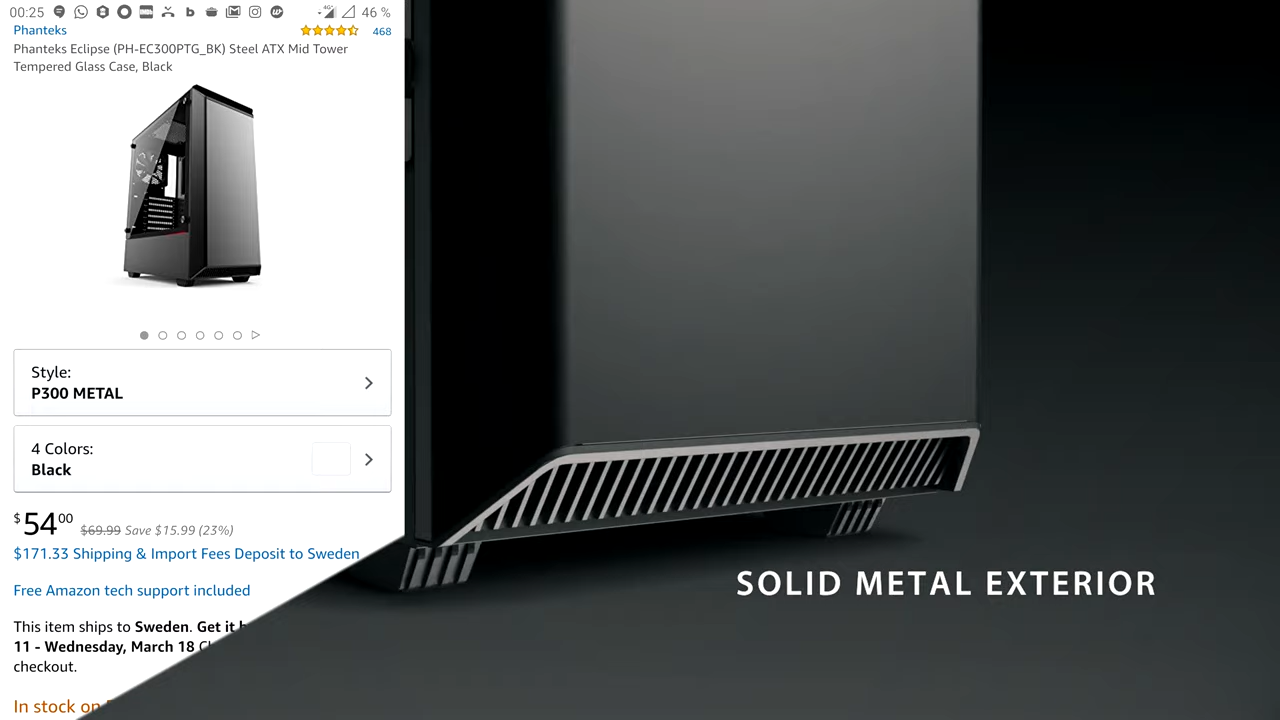 00:25 46 %
Phanteks 468
Phanteks Eclipse (PH-EC300PTG_BK) Steel ATX Mid Tower
Tempered Glass Case, Black
Style:
P300 METAL
4 Colors:
Black
$54 00 $69.99 Save $15.99 (23%)
$171.33 Shipping & Import Fees Deposit to Sweden
Free Amazon tech support included
This item ships to Sweden. Get it
11 - Wednesday, March 18
checkout.
In stock on
SOLID METAL EXTERIOR